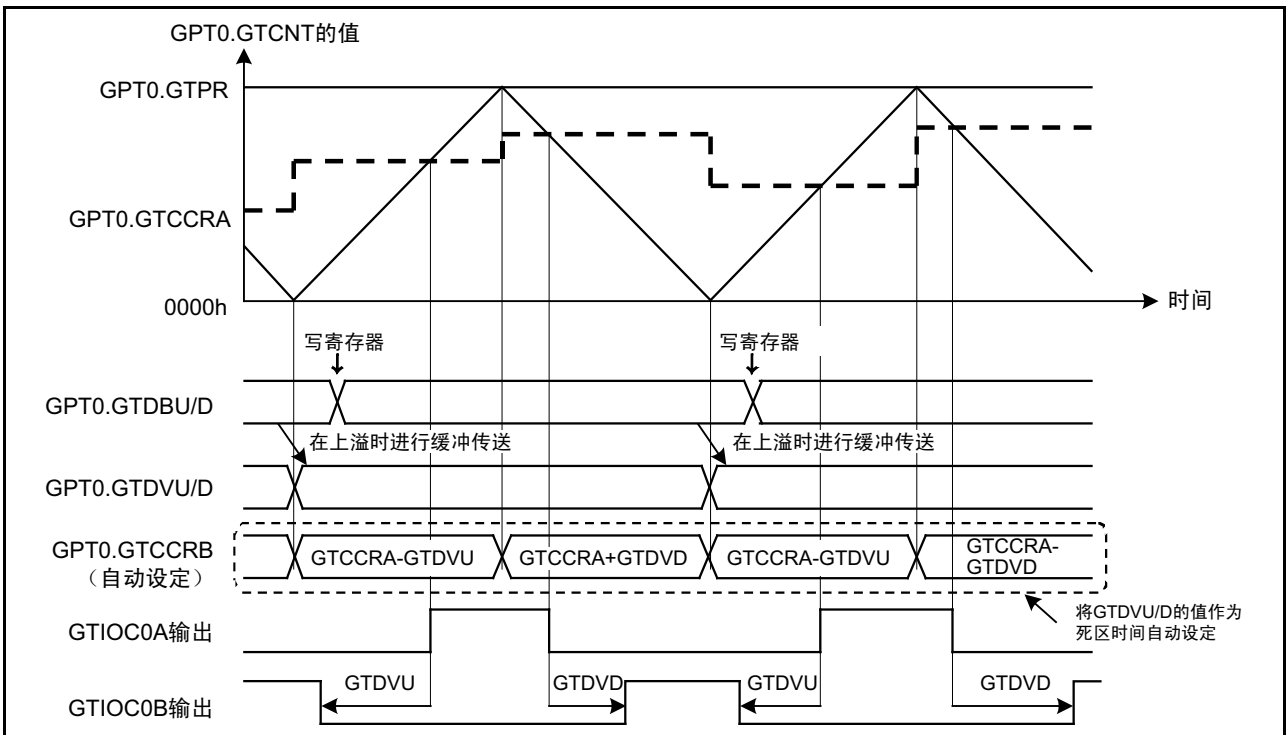 GPT0.GTCNT的值
GPT0.GTPR
GPT0.GTCCRA
0000h
时间
写寄存器
写寄存器
GPT0.GTDBU/D
在上溢时进行缓冲传送
在上溢时进行缓冲传送
GPT0.GTDVU/D
GPT0.GTCCRB
（自动设定）
GTCCRA-GTDVU
GTCCRA+GTDVD
GTCCRA-GTDVU
GTCCRA-
GTDVD
将GTDVU/D的值作为
死区时间自动设定
GTIOC0A输出
GTDVU
GTDVD
GTDVU
GTDVD
GTIOC0B输出